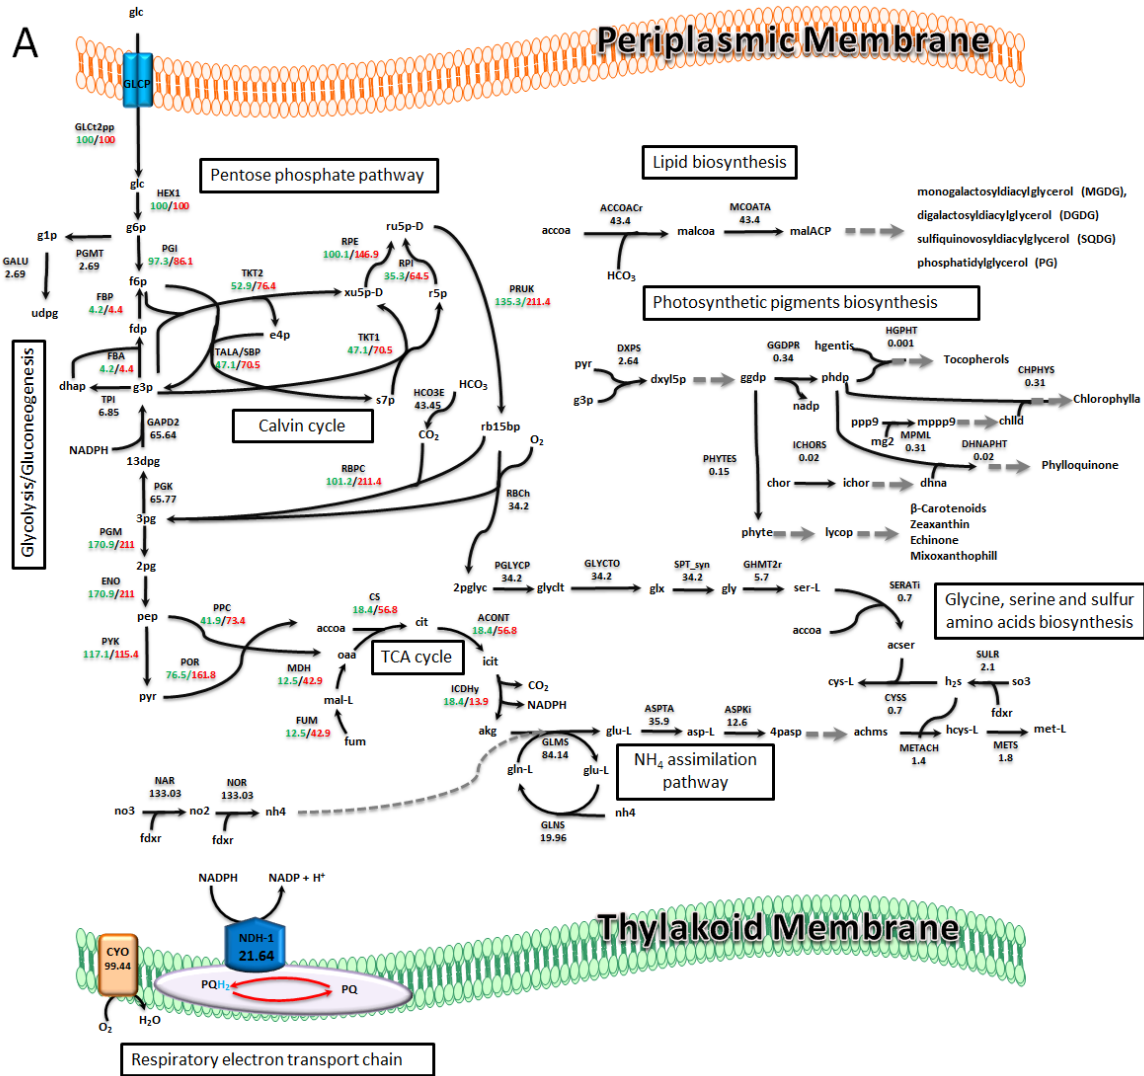 A
glc
Periplasmic Membrane
GLCP
GLCt2pp
100/100
glc
HEX1
100/100
g1p
g6p
PGMT
2.69
GALU
2.69
udpg
PGI
97.3/86.1
f6p
FBP
4.2/4.4
fdp
FBA
4.2/4.4
dhap
g3p
TPI
6.85
GAPD2
65.64
NADPH
13dpg
PGK
65.77
3pg
PGM
170.9/211
2pg
ENO
170.9/211
pep
PYK
117.1/115.4
pyr
Glycolysis/Gluconeogenesis
Pentose phosphate pathway
ru5p-D
RPE
100.1/146.9
RPI
35.3/64.5
TKT2
52.9/76.4
xu5p-D
r5p
e4p
TALA/SBP
47.1/70.5
TKT1
47.1/70.5
s7p
PRUK
135.3/211.4
Calvin cycle
HCO3E
43.45
HCO3
CO2
rb15bp
O2
RBPC
101.2/211.4
RBCh
34.2
PPC
41.9/73.4
POR
76.5/161.8
CS
18.4/56.8
accoa
cit
ACONT
18.4/56.8
oaa
TCA cycle
icit
MDH
12.5/42.9
mal-L
ICDHy
18.4/13.9
CO2
NADPH
FUM
12.5/42.9
fum
akg
Lipid biosynthesis
accoa
ACCOACr
43.4
HCO3
malcoa
MCOATA
43.4
malACP
monogalactosyldiacylglycerol (MGDG)
digalactosyldiacylglycerol (DGDG)
sulfiquinovosyldiacylglycerol (SQDG)
phosphatidylglycerol (PG)
Photosynthetic pigments biosynthesis
pyr
g3p
DXPS
2.64
dxyl5p
ggdp
GGDPR
0.34
nadp
phdp
hgentis
HGPHT
0.001
Tocopherols
CHPHYS
0.31
Chlorophylla
ppp9
mg2
MPML
0.31
mppp9
chlld
DHNAPHT
0.02
Phylloquinone
ICHORS
0.02
chor
ichor
dhna
PHYTES
0.15
phyte
lycop
β-Carotenoids
Zeaxanthin
Echinone
Mixoxanthophill
2pglyc
PGLYCP
34.2
glyclt
GLYCTO
34.2
glx
SPT_syn
34.2
gly
GHMT2r
5.7
ser-L
SERATi
0.7
accoa
acser
Glycine, serine and sulfur
amino acids biosynthesis
cys-L
CYSS
0.7
h2s
SULR
2.1
so3
fdxr
GLMS
84.14
glu-L
ASPTA
35.9
asp-L
ASPKi
12.6
4pasp
achms
METACH
1.4
hcys-L
METS
1.8
met-L
gln-L
glu-L
NH4 assimilation
pathway
GLNS
19.96
nh4
no3
NAR
133.03
fdxr
no2
NOR
133.03
fdxr
nh4
NADPH
NADP + H+
Thylakoid Membrane
CYO
99.44
NDH-1
21.64
PQH2
PQ
O2
H2O
Respiratory electron transport chain